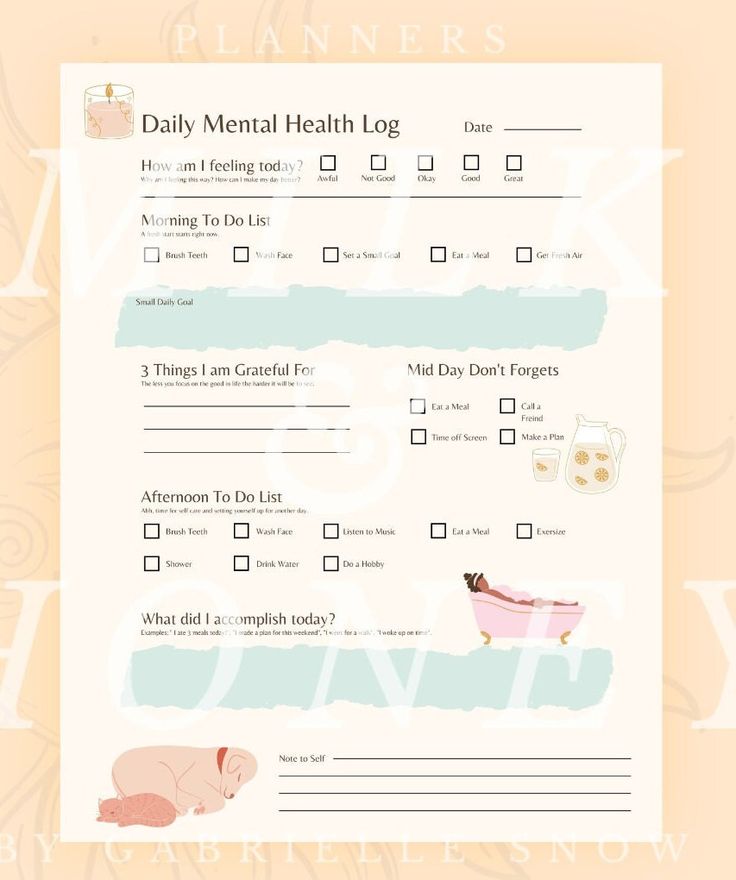 PLANNERS
Daily Mental Health Log
Date
How am I feeling today?
Why am I feeling this way? How can I make my day better?
Awful Not Good Okay Good Great
MILK
Morning To Do List
A fresh start starts right now.
Brush Teeth Wash Face Set a Small Goal Eat a Meal Get Fresh Air
Small Daily Goal
3 Things I am Grateful For
The less you focus on the good in life the harder it will be to see.
Mid Day Don't Forgets
Eat a Meal Call a
Freind
Time off Screen Make a Plan
&
Afternoon To Do List
Ahh, time for self care and setting yourself up for another day.
Brush Teeth Wash Face Listen to Music Eat a Meal Exersize
Shower Drink Water Do a Hobby
What did I accomplish today?
Examples: " I ate 3 meals today", "I made a plan for this weekend", "I went for a walk", "I woke up on time".
HONEY
Note to Self
BY GABRIELLE SNOW